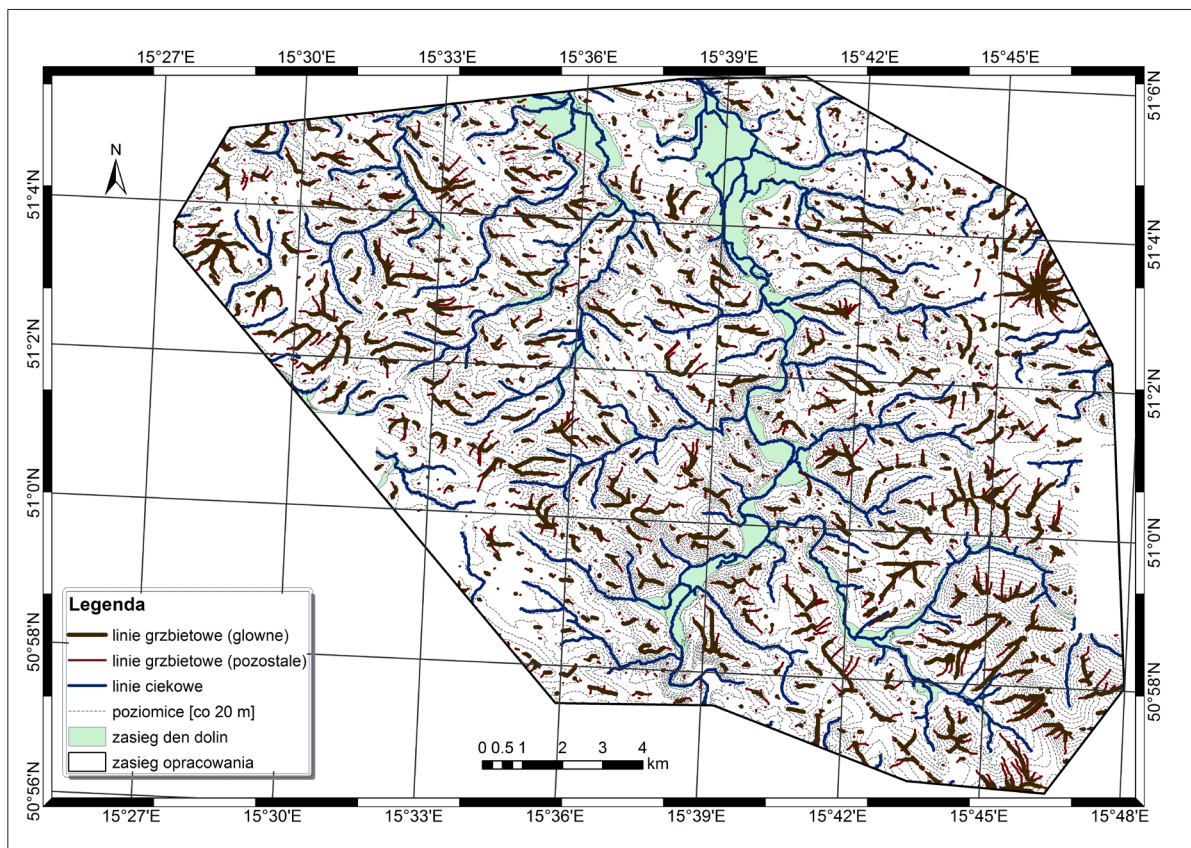 15°27'E 15°30'E 15°33'E 15°36'E 15°39'E 15°42'E 15°45'E
51°6'N
N
51°4'N
51°4'N
51°2'N
51°2'N
51°0'N
51°0'N
50°58'N
50°58'N
50°56'N
Legenda
linie grzbietowe (glowne)
linie grzbietowe (pozostale)
linie ciekowe
poziomice [co 20 m]
zasieg den dolin
zasieg opracowania
0 0.5 1 2 3 4
km
15°27'E 15°30'E 15°33'E 15°36'E 15°39'E 15°42'E 15°45'E 15°48'E